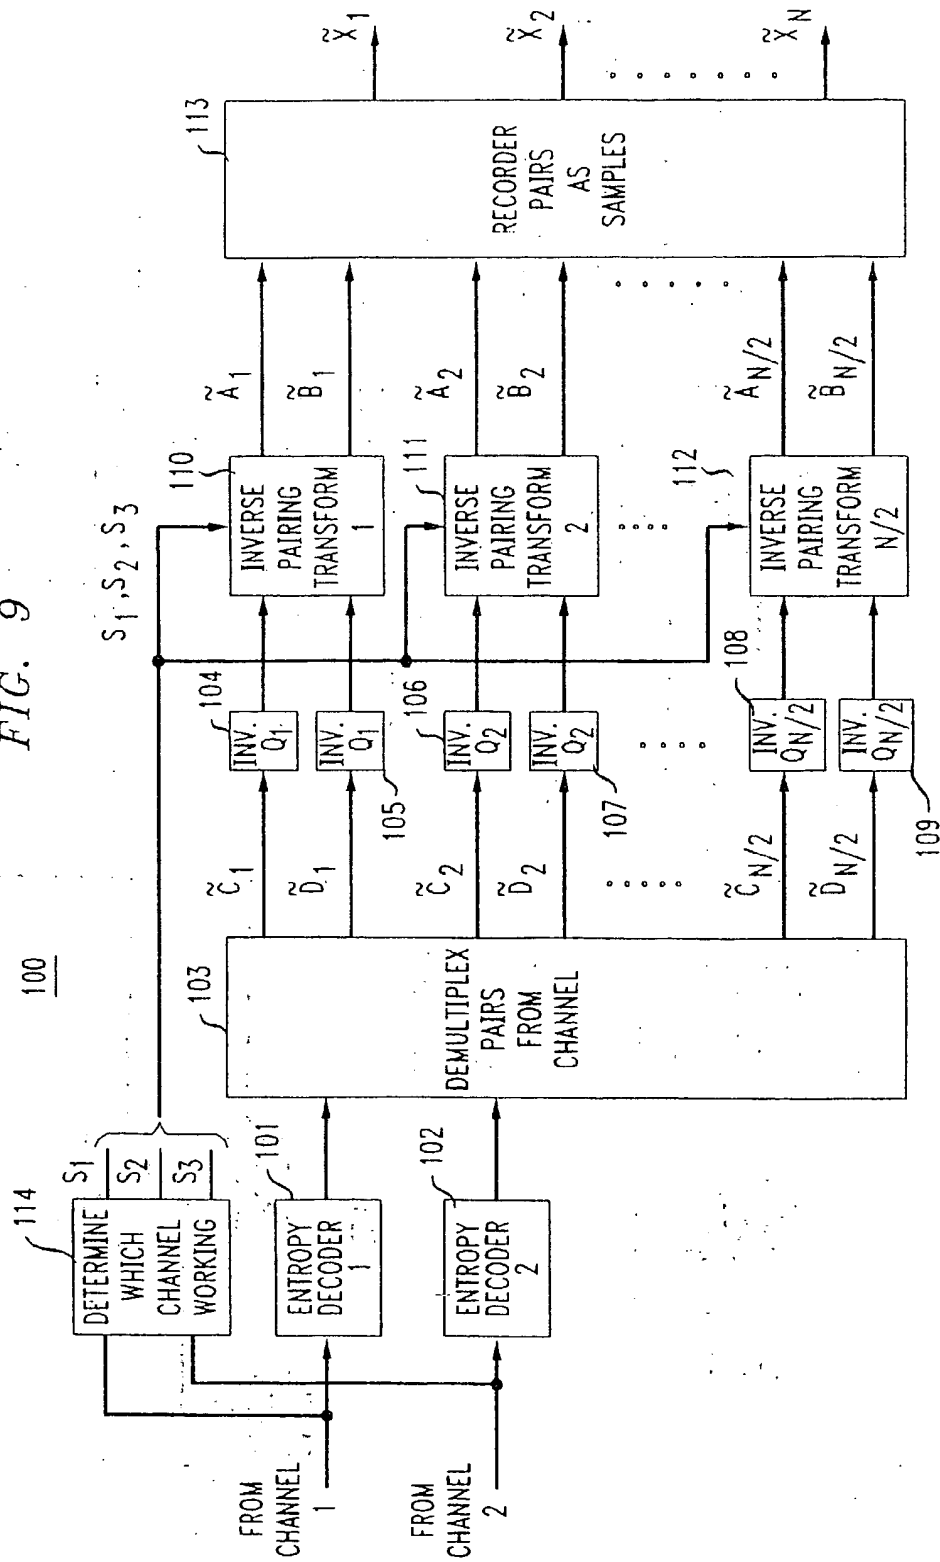 FIG. 9
100
FROM
CHANNEL
1
FROM
CHANNEL
2
114
DETERMINE
WHICH
CHANNEL
WORKING
S1
S2
S3
S1, S2, S3
101
ENTROPY
DECODER
1
102
ENTROPY
DECODER
2
103
DEMULTIPLEX
PAIRS
FROM
CHANNEL
C̃1
D̃1
C̃2
D̃2
C̃N/2
D̃N/2
104
INV.
Q1
INV.
Q1
105
106
INV.
Q2
INV.
Q2
107
108
INV.
QN/2
INV.
QN/2
109
110
INVERSE
PAIRING
TRANSFORM
1
111
INVERSE
PAIRING
TRANSFORM
2
112
INVERSE
PAIRING
TRANSFORM
N/2
Ã1
B̃1
Ã2
B̃2
ÃN/2
B̃N/2
113
RECORDER
PAIRS
AS
SAMPLES
X̃1
X̃2
X̃N